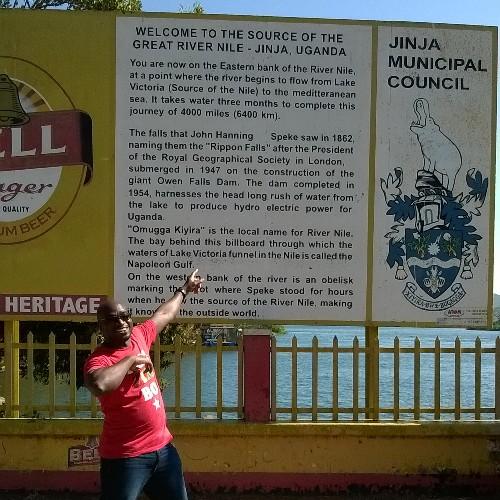 WELCOME TO THE SOURCE OF THE
GREAT RIVER NILE - JINJA, UGANDA
You are now on the Eastern bank of the River Nile,
at a point where the river begins to flow from Lake
Victoria (Source of the Nile) to the mediterranean
sea. It takes water three months to complete this
journey of 4000 miles (6400 km).
The falls that John Hanning Speke saw in 1862,
naming them the "Rippon Falls" after the President
of the Royal Geographical Society in London,
submerged in 1947 on the construction of the
giant Owen Falls Dam. The dam completed in
1954, harnesses the head long rush of water from
the lake to produce hydro electric power for
Uganda.
"Omugga Kiyira" is the local name for River Nile.
The bay behind this billboard through which the
waters of Lake Victoria funnel in the Nile is called the
Napoleon Gulf.
On the western bank of the river is an obelisk
marking the spot where Speke stood for hours
when he the source of the River Nile, making
it known the outside world.
JINJA
MUNICIPAL
COUNCIL
ELL
ager
QUALITY
UM BEER
HERITAGE
BELL